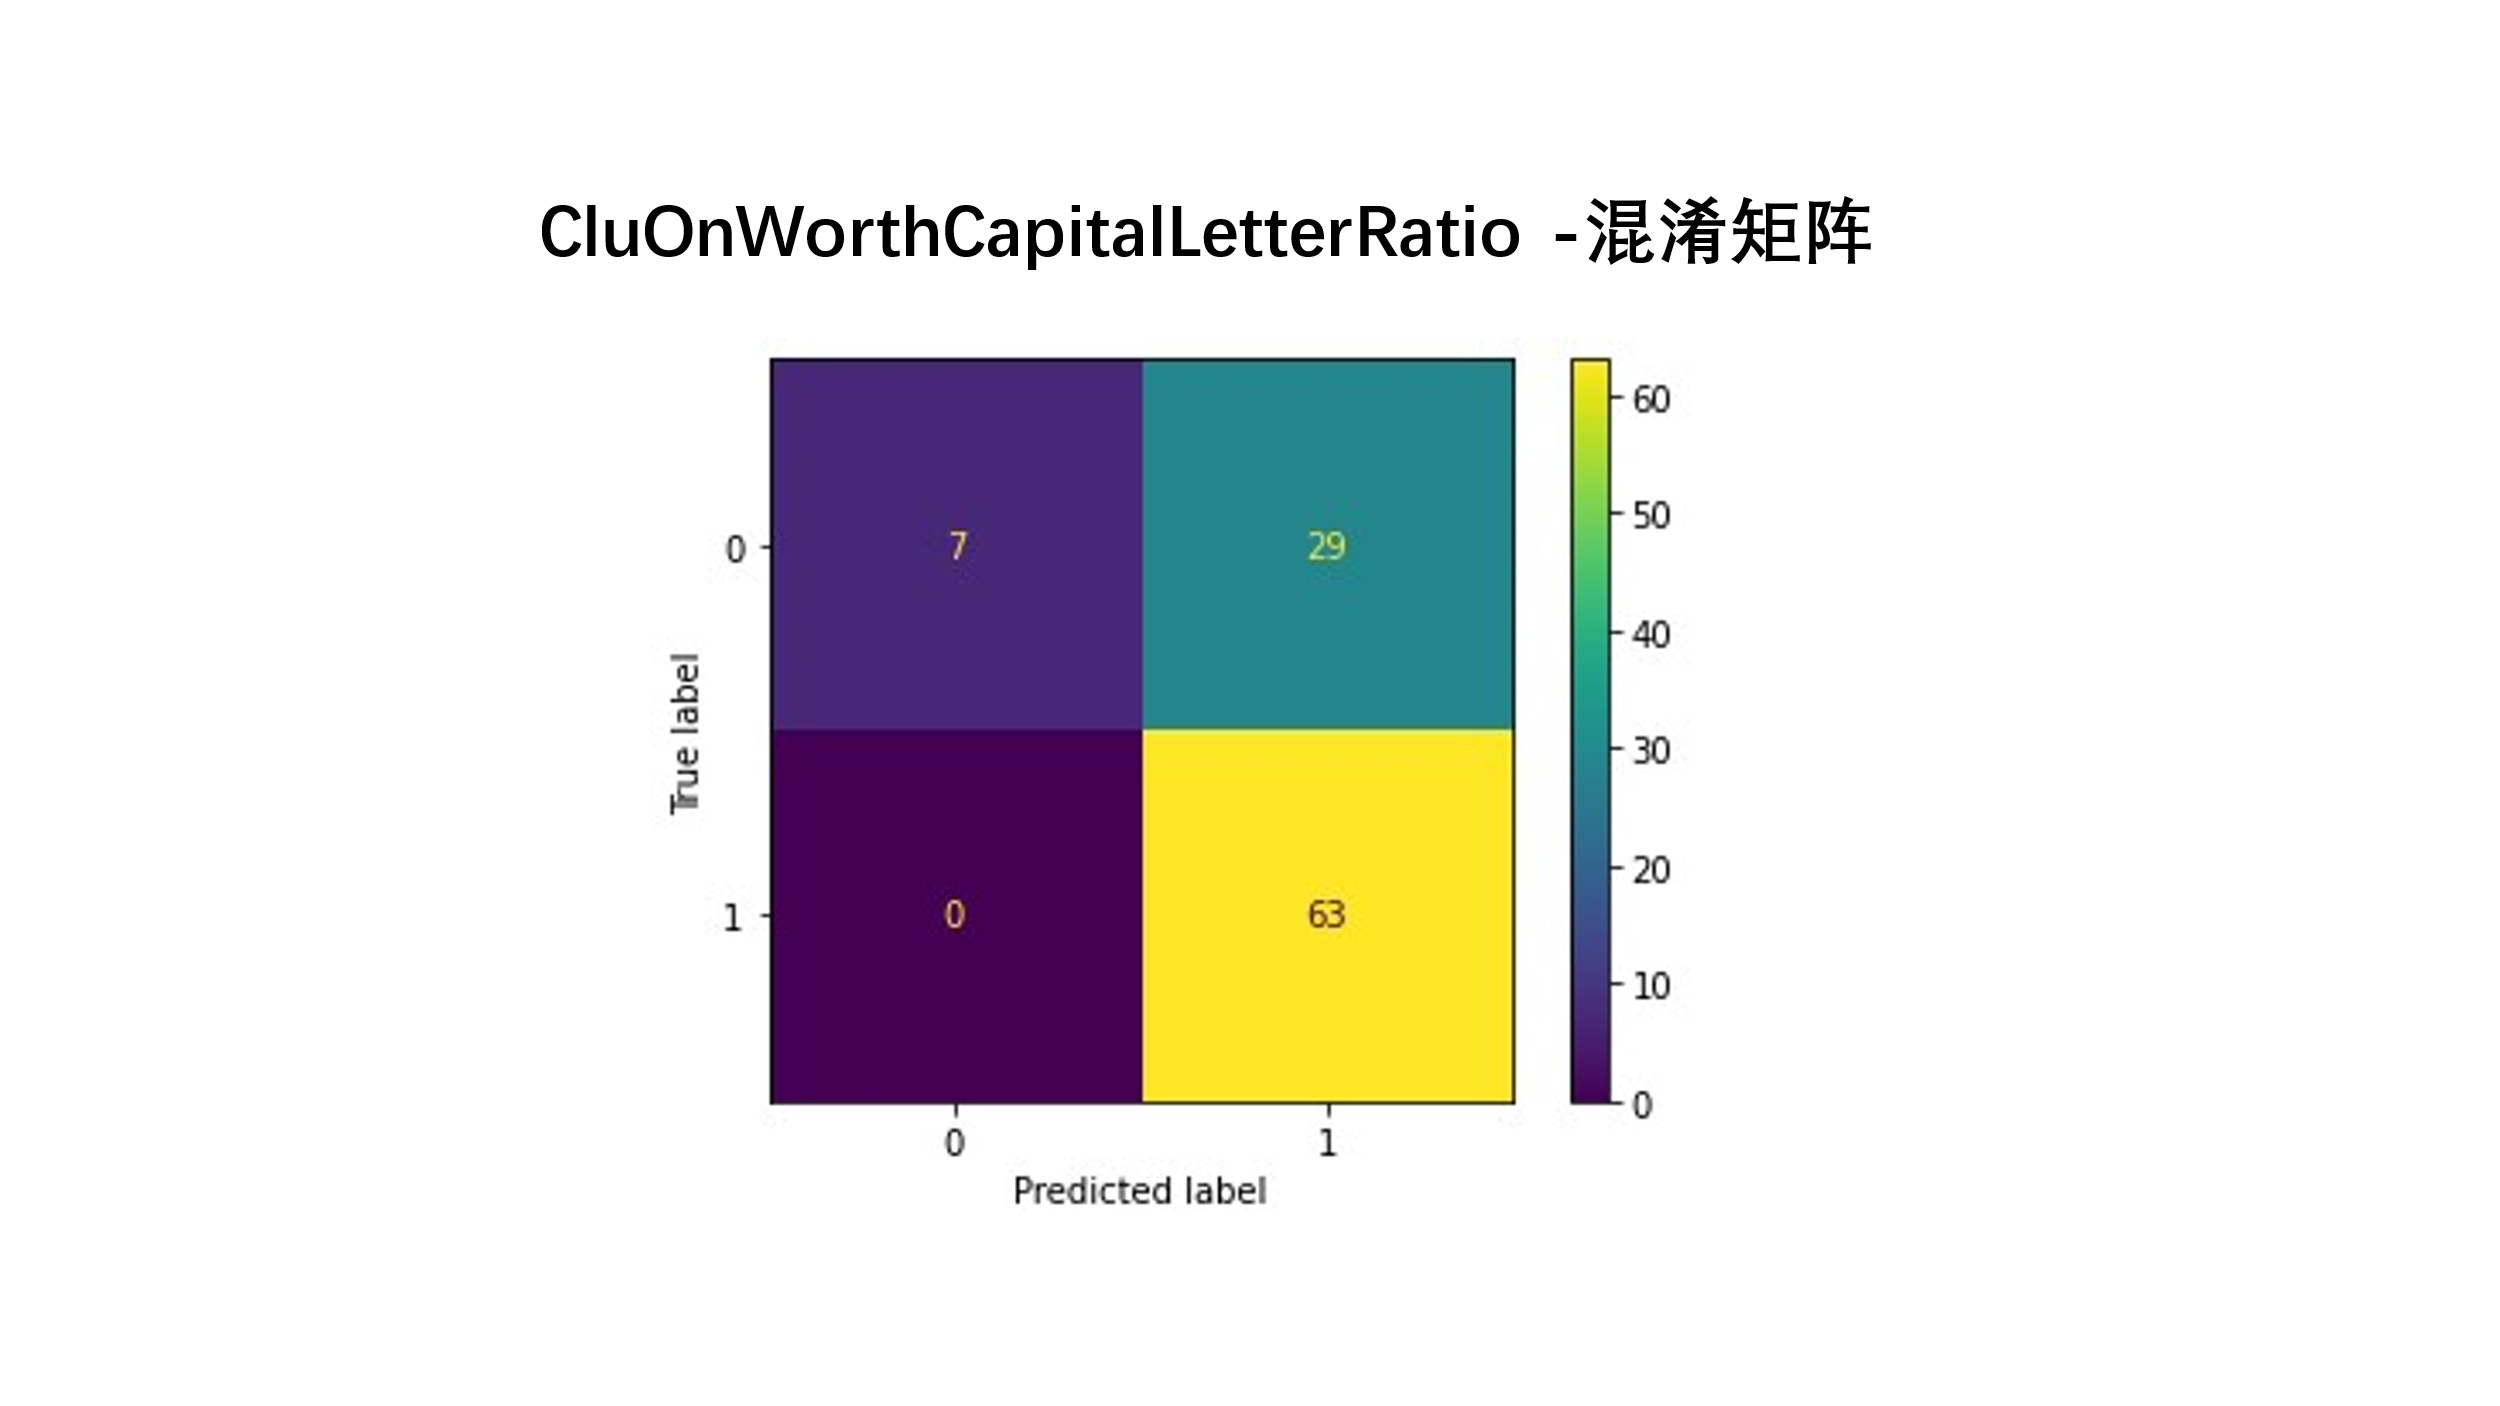 CluOnWorthCapitalLetterRatio -混淆矩阵
60
0 7 29
50
40
True label
30
1 0 63
20
10
0
0 1
Predicted label